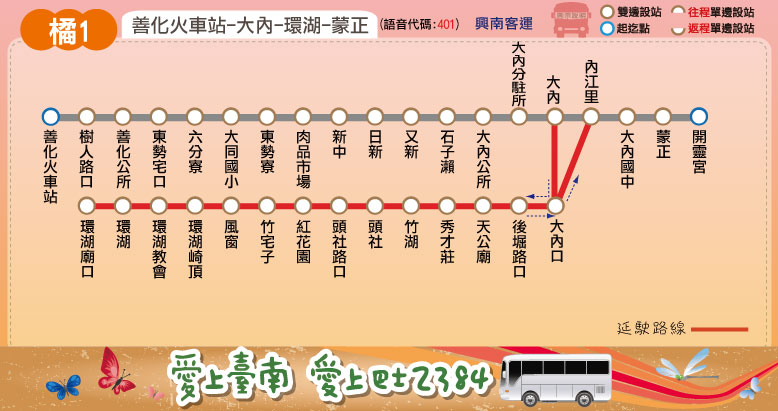 橘1
善化火車站-大內-環湖-蒙正
(語音代碼:401)
興南客運
雙邊設站
往程單邊設站
起迄點
返程單邊設站
善化火車站
樹人路口
善化公所
東勢宅口
六分寮
大同國小
東勢寮
肉品市場
新中
日新
又新
石子瀨
大內公所
大內分駐所
大內
內江里
大內國中
蒙正
開靈宮
環湖廟口
環湖
環湖教會
環湖崎頂
風窗
竹宅子
紅花園
頭社路口
頭社
竹湖
秀才莊
天公廟
後堀路口
大內口
延駛路線
愛上臺南 愛上巴士2384